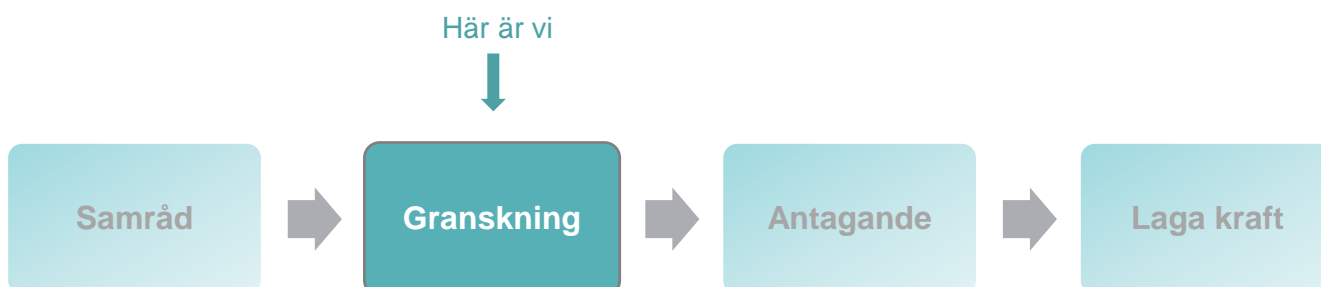 Här är vi
Samråd
Granskning
Antagande
Laga kraft